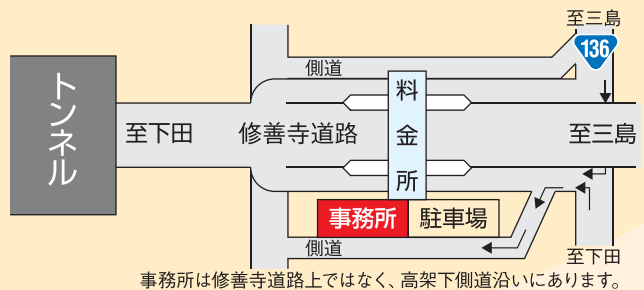 至三島
136
側道
トンネル
至下田
修善寺道路
料金所
至三島
事務所
駐車場
側道
至下田
事務所は修善寺道路上ではなく、高架下側道沿いにあります。